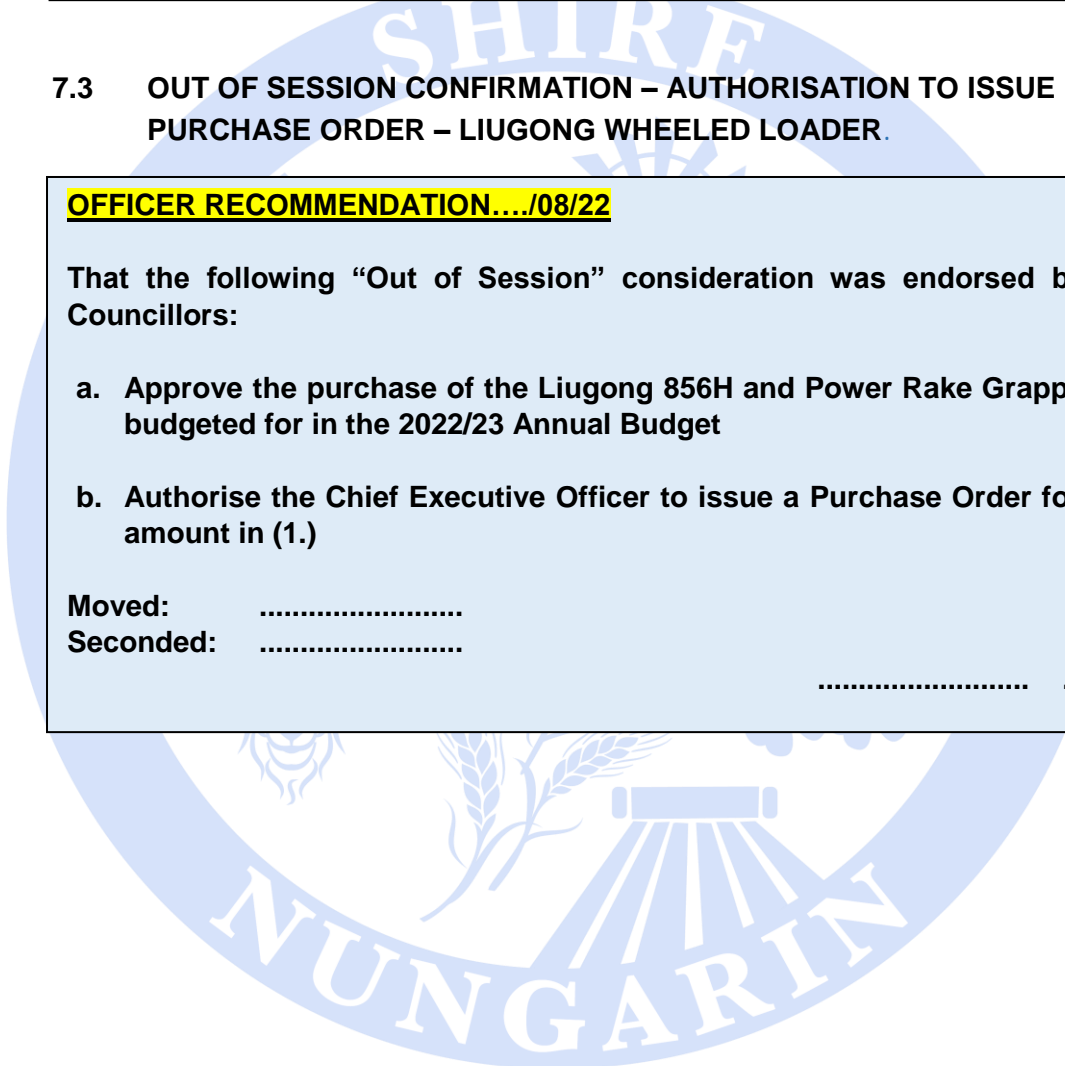 SHIRE
7.3 OUT OF SESSION CONFIRMATION – AUTHORISATION TO ISSUE
PURCHASE ORDER – LIUGONG WHEELED LOADER.
OFFICER RECOMMENDATION…./08/22
That the following “Out of Session” consideration was endorsed
Councillors:
a. Approve the purchase of the Liugong 856H and Power Rake
budgeted for in the 2022/23 Annual Budget
b. Authorise the Chief Executive Officer to issue a Purchase Order
amount in (1.)
Moved: .........................
Seconded: .........................
.......................... .
NUNGARIN